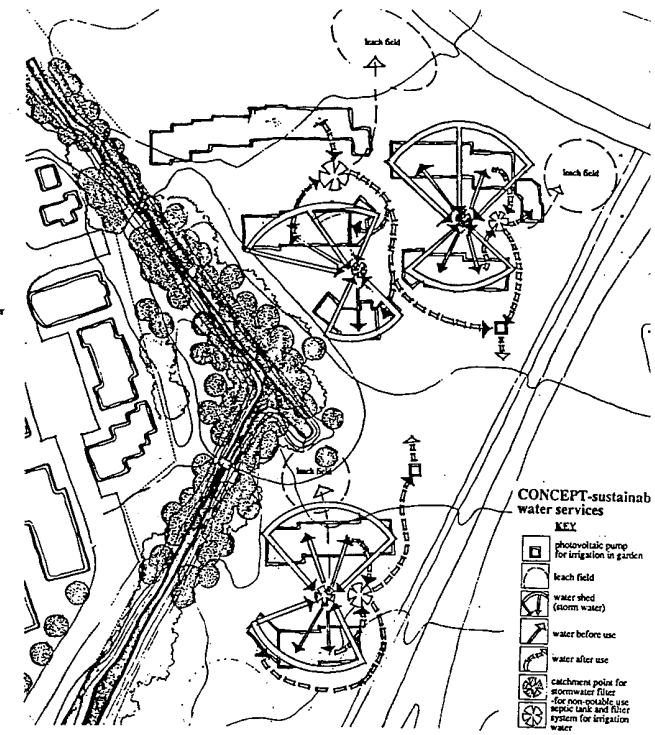 leach field
leach field
leach field
CONCEPT-sustainab
water services
KEY
photovoltaic pump
for irrigation in garden
leach field
water shed
(storm water)
water before use
water after use
catchment point for
stormwater filter
-for non-potable use
septic tank and filter
system for irrigation
water